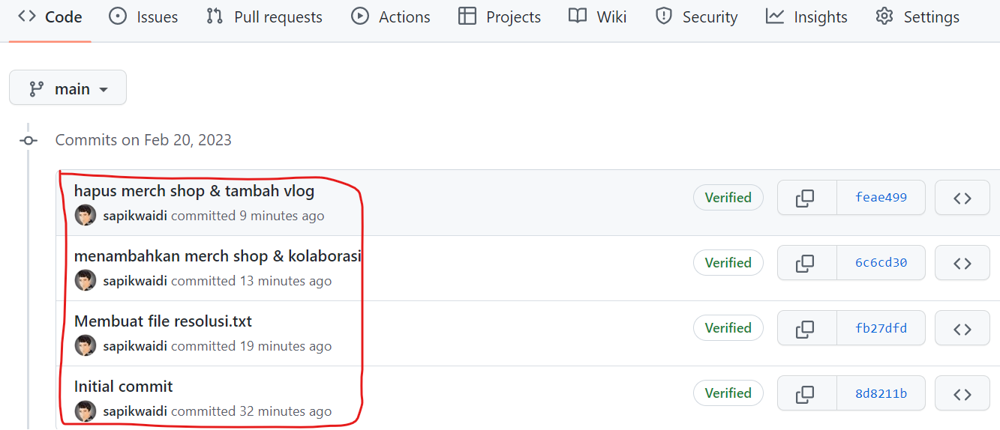 Code Issues Pull requests Actions Projects Wiki Security Insights Settings
main
Commits on Feb 20, 2023
hapus merch shop & tambah vlog
sapikwaidi committed 9 minutes ago
Verified feae499
menambahkan merch shop & kolaborasi
sapikwaidi committed 13 minutes ago
Verified 6c6cd30
Membuat file resolusi.txt
sapikwaidi committed 19 minutes ago
Verified fb27dfd
Initial commit
sapikwaidi committed 32 minutes ago
Verified 8d8211b